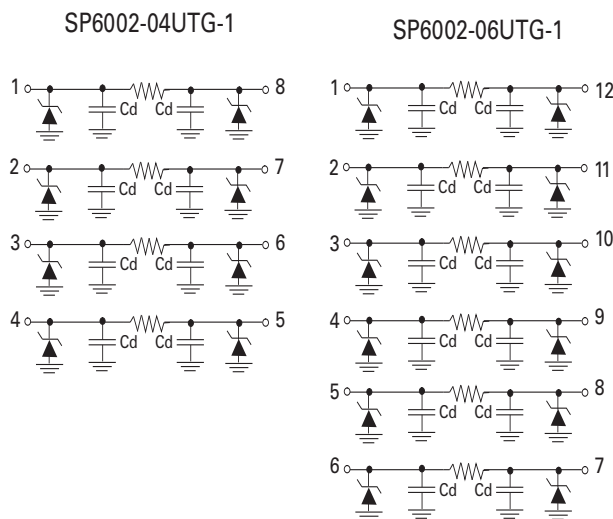 SP6002-04UTG-1
1 Cd Cd 8
2 Cd Cd 7
3 Cd Cd 6
4 Cd Cd 5
SP6002-06UTG-1
1 Cd Cd 12
2 Cd Cd 11
3 Cd Cd 10
4 Cd Cd 9
5 Cd Cd 8
6 Cd Cd 7